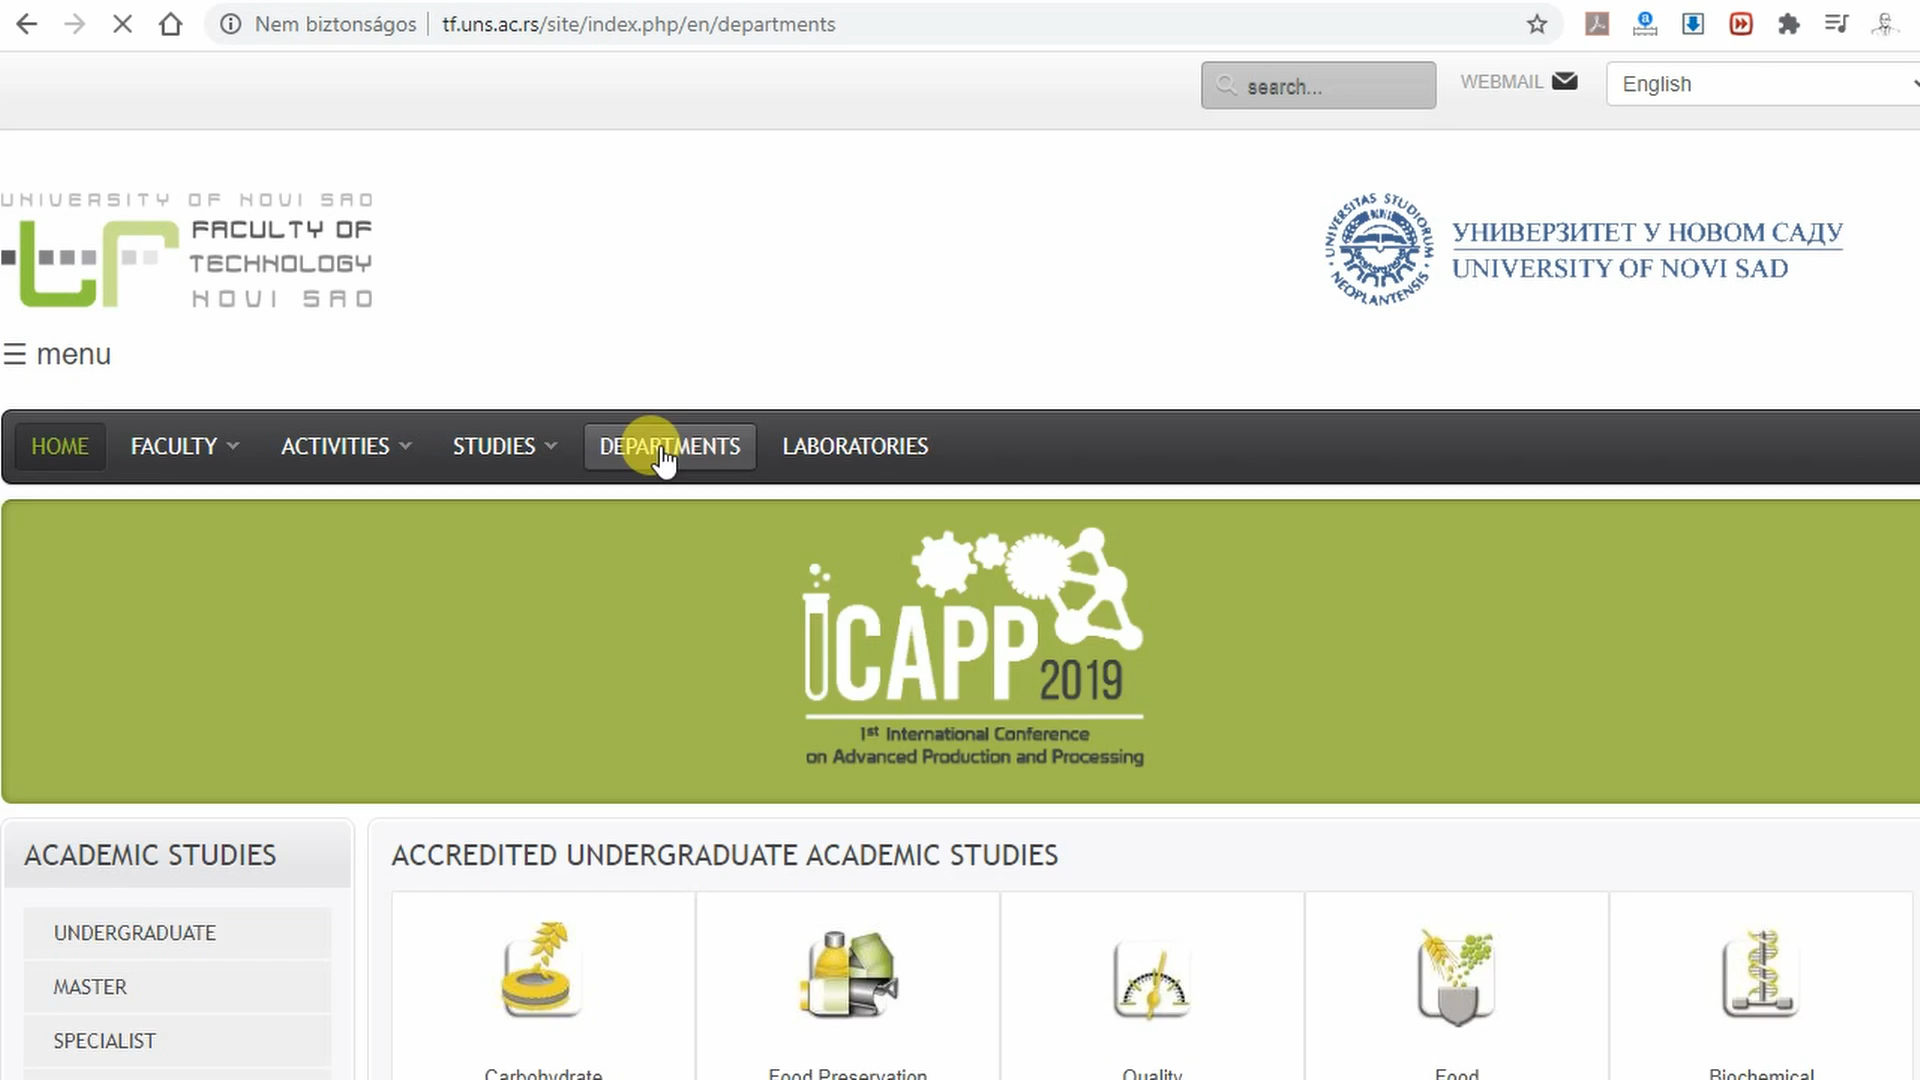 Nem biztonságos
tf.uns.ac.rs/site/index.php/en/departments
search...
WEBMAIL
English
UNIVERSITY OF NOVI SAD
FACULTY OF
TECHNOLOGY
NOVI SAD
UNIVERSITAS STUDIORUM
NEOPLANTENSIS
УНИВЕРЗИТЕТ У НОВОМ САДУ
UNIVERSITY OF NOVI SAD
☰ menu
HOME FACULTY ACTIVITIES STUDIES DEPARTMENTS LABORATORIES
iCAPP 2019
1st International Conference
on Advanced Production and Processing
ACADEMIC STUDIES
UNDERGRADUATE
MASTER
SPECIALIST
ACCREDITED UNDERGRADUATE ACADEMIC STUDIES
Carbohydrate Food Preservation Quality Food Biochemical